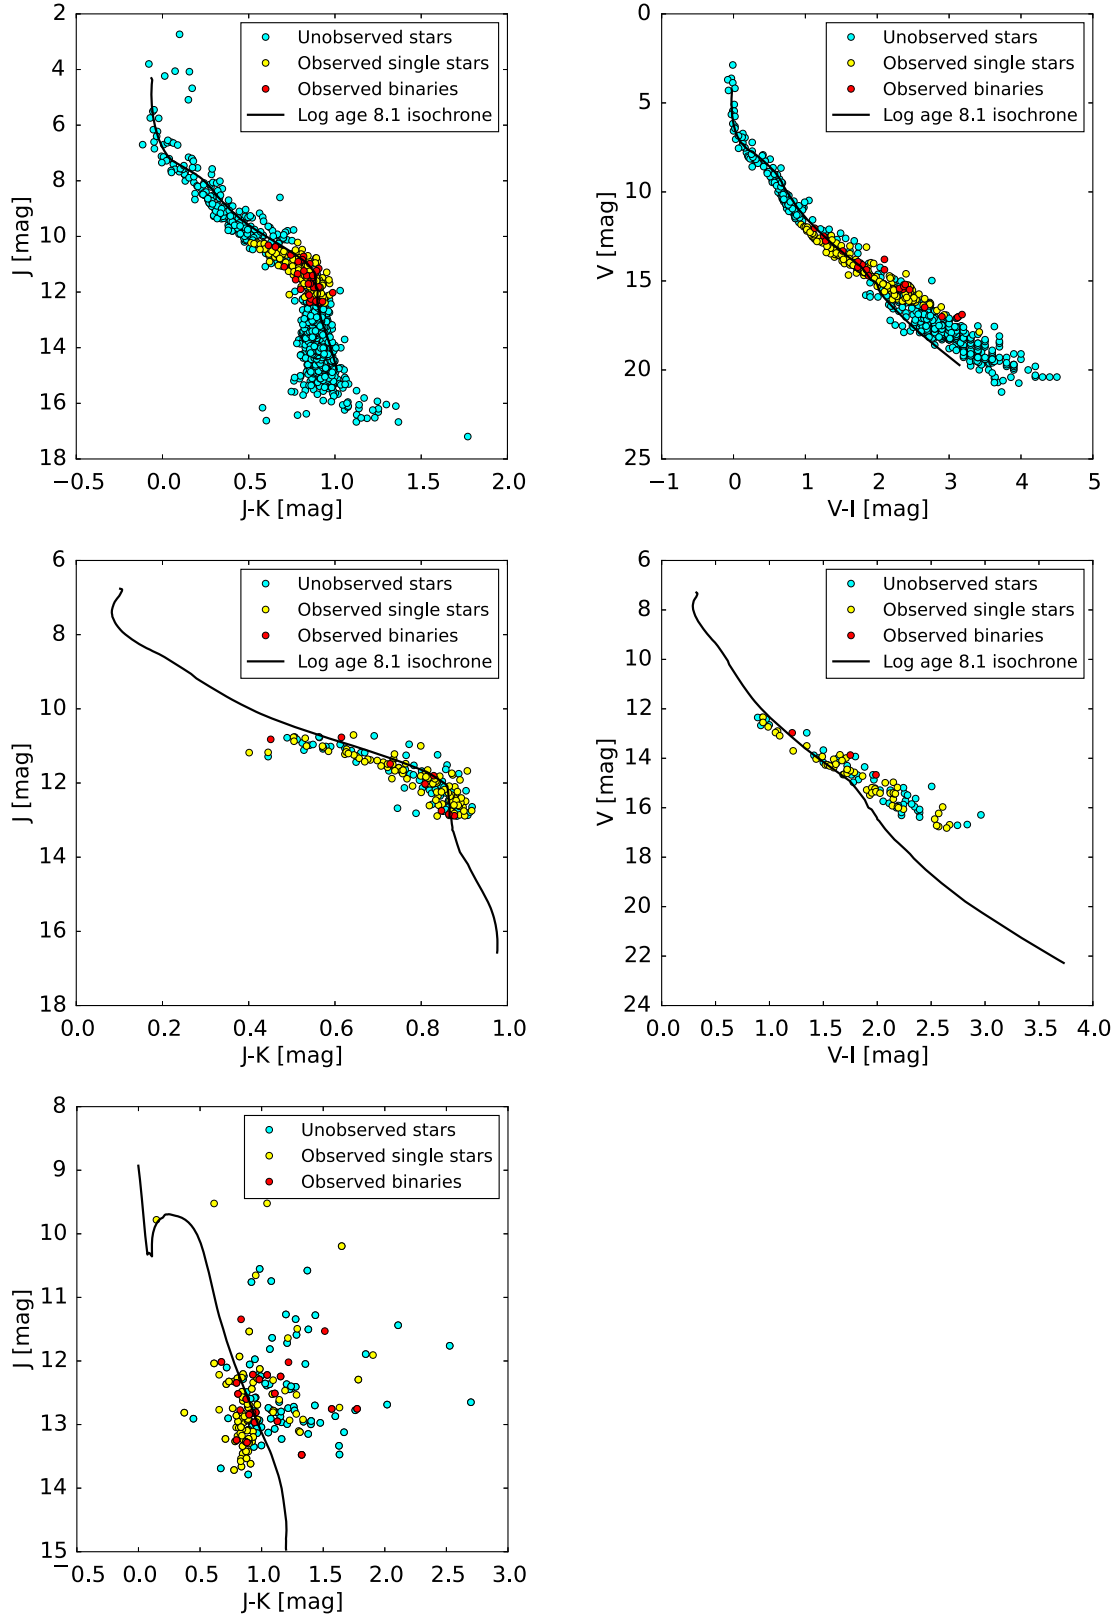 2
4
6
8
10
12
14
16
18
J [mag]
Unobserved stars
Observed single stars
Observed binaries
Log age 8.1 isochrone
−0.5 0.0 0.5 1.0 1.5 2.0
J-K [mag]
0
5
10
15
20
25
V [mag]
Unobserved stars
Observed single stars
Observed binaries
Log age 8.1 isochrone
−1 0 1 2 3 4 5
V-I [mag]
6
8
10
12
14
16
18
J [mag]
Unobserved stars
Observed single stars
Observed binaries
Log age 8.1 isochrone
0.0 0.2 0.4 0.6 0.8 1.0
J-K [mag]
6
8
10
12
14
16
18
20
22
24
V [mag]
Unobserved stars
Observed single stars
Observed binaries
Log age 8.1 isochrone
0.0 0.5 1.0 1.5 2.0 2.5 3.0 3.5 4.0
V-I [mag]
8
9
10
11
12
13
14
15
J [mag]
Unobserved stars
Observed single stars
Observed binaries
−0.5 0.0 0.5 1.0 1.5 2.0 2.5 3.0
J-K [mag]